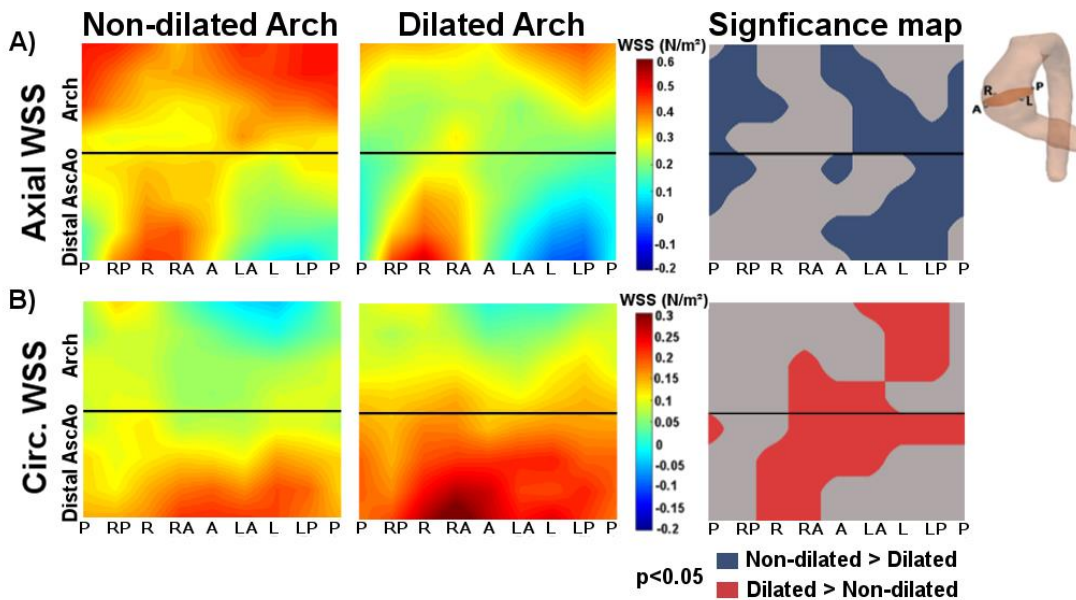 Non-dilated Arch Dilated Arch Signficance map
A)
WSS (N/m²)
Axial WSS
Arch
Distal AscAo
0.6
0.5
0.4
0.3
0.2
0.1
0
-0.1
-0.2
R P
A L
P RP R RA A LA L LP P
P RP R RA A LA L LP P
P RP R RA A LA L LP P
B)
WSS (N/m²)
Circ. WSS
Arch
Distal AscAo
0.3
0.25
0.2
0.15
0.1
0.05
0
-0.05
-0.1
-0.15
-0.2
P RP R RA A LA L LP P
P RP R RA A LA L LP P
P RP R RA A LA L LP P
p<0.05
Non-dilated > Dilated
Dilated > Non-dilated